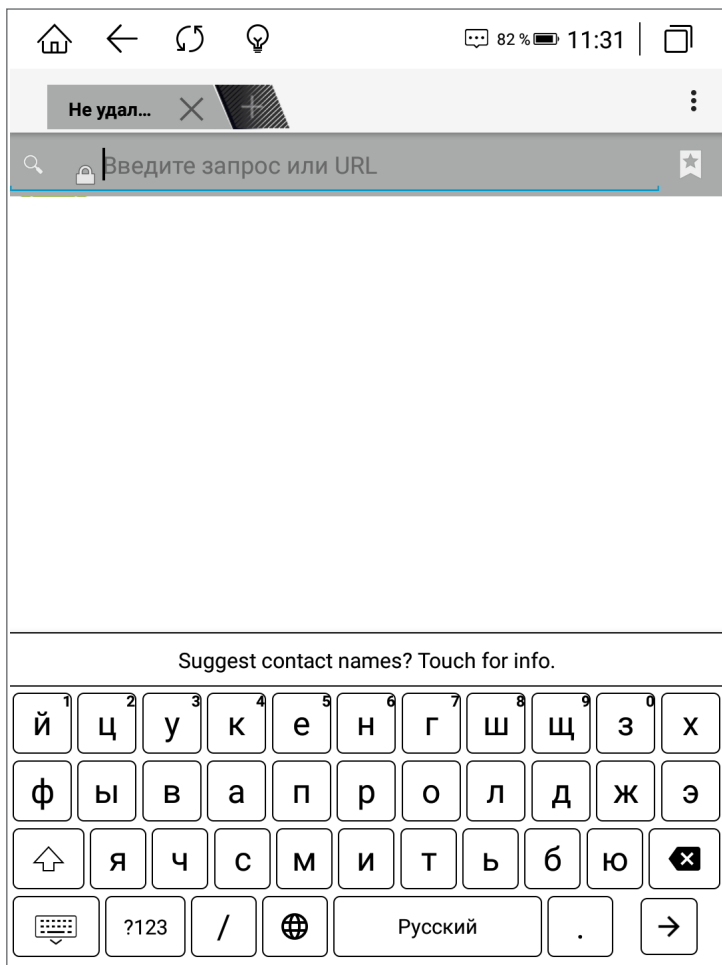 82 % 11:31
Не удал...
Введите запрос или URL
Suggest contact names? Touch for info.
й 1 ц 2 у 3 к 4 е 5 н 6 г 7 ш 8 щ 9 з 0 х
ф ы в а п р о л д ж э
я ч с м и т ь б ю
?123 / Русский .